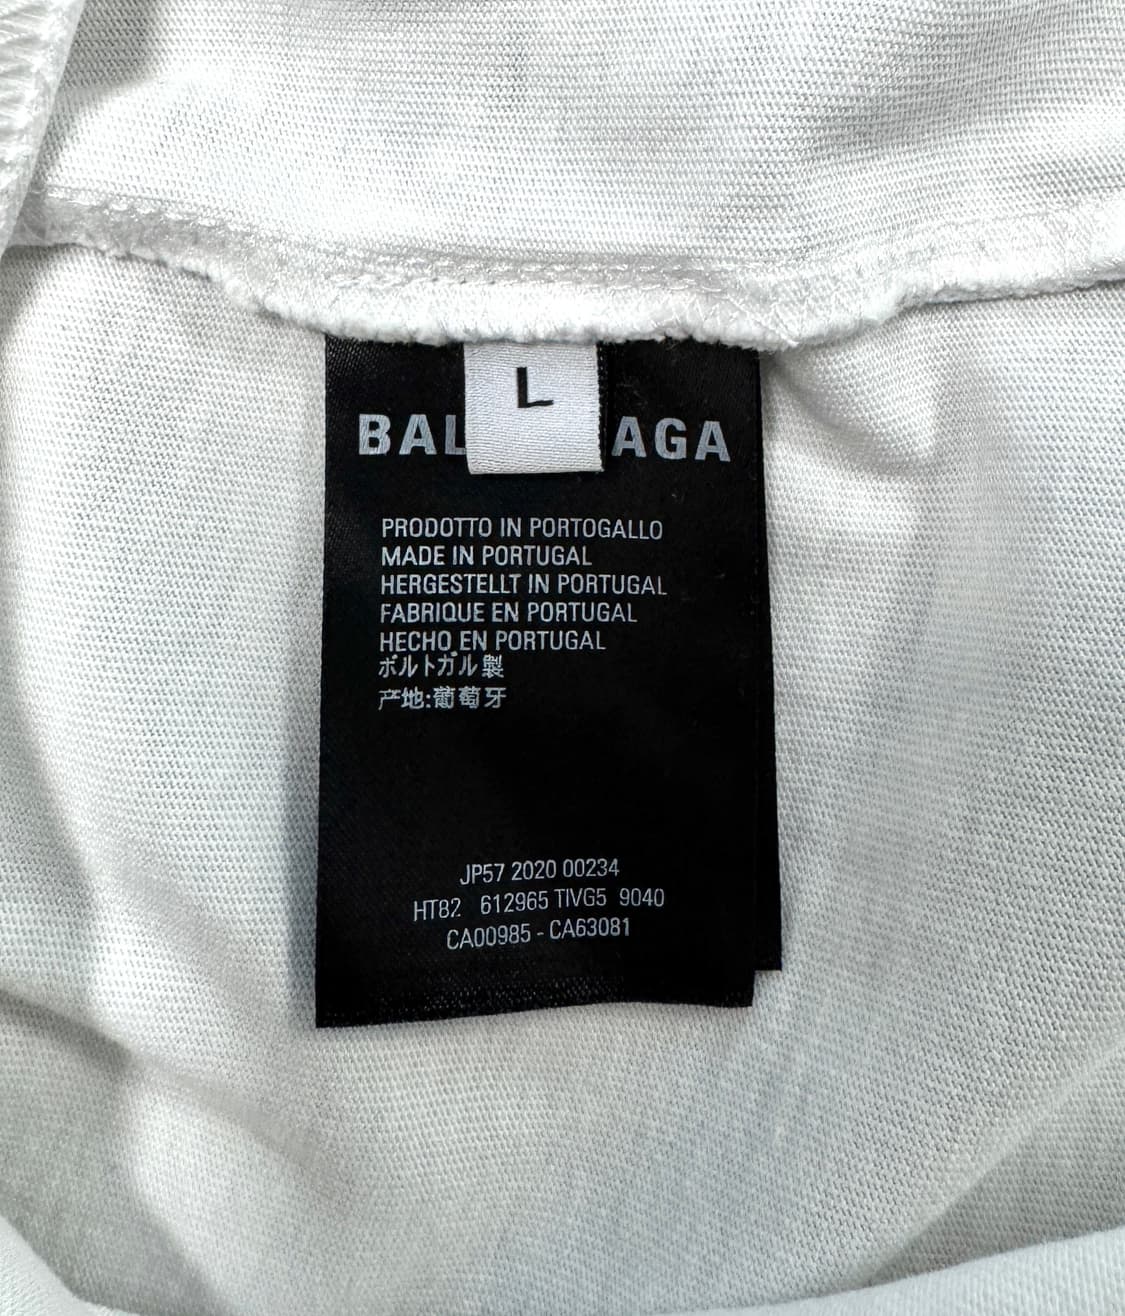 L
BAL AGA
PRODOTTO IN PORTOGALLO
MADE IN PORTUGAL
HERGESTELLT IN PORTUGAL
FABRIQUE EN PORTUGAL
HECHO EN PORTUGAL
ポルトガル製
产地:葡萄牙
JP57 2020 00234
HT82 612965 TIVG5 9040
CA00985 - CA63081